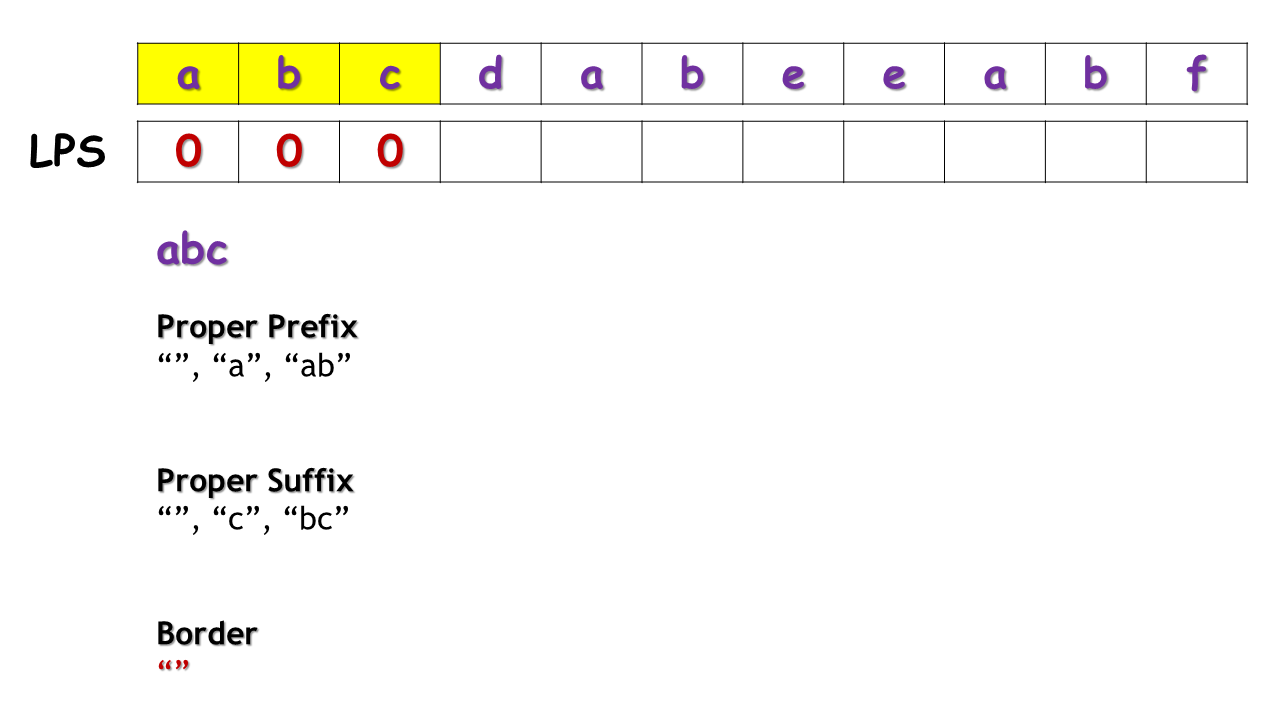 a b c d a b e e a b f
LPS 0 0 0
abc
Proper Prefix
“”, “a”, “ab”
Proper Suffix
“”, “c”, “bc”
Border
“”